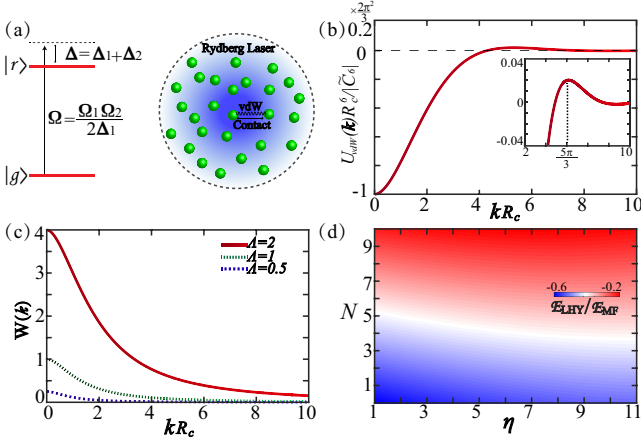 (a)
Δ=Δ₁+Δ₂
|r⟩
Ω=Ω₁Ω₂/2Δ₁
|g⟩
Rydberg Laser
vdW
Contact
(b)
×2π²/3
0.2
0
-1
U_vdW(k)R_c⁶/|C̃₆|
0.04
0
-0.04
2
5π/3
10
0 2 4 6 8 10
kR_c
(c)
Λ=2
Λ=1
Λ=0.5
4
3
2
1
0
W(k)
0 2 4 6 8 10
kR_c
(d)
9
7
5
3
1
N
-0.6 -0.2
ℰ_LHY/ℰ_MF
1 3 5 7 9 11
η